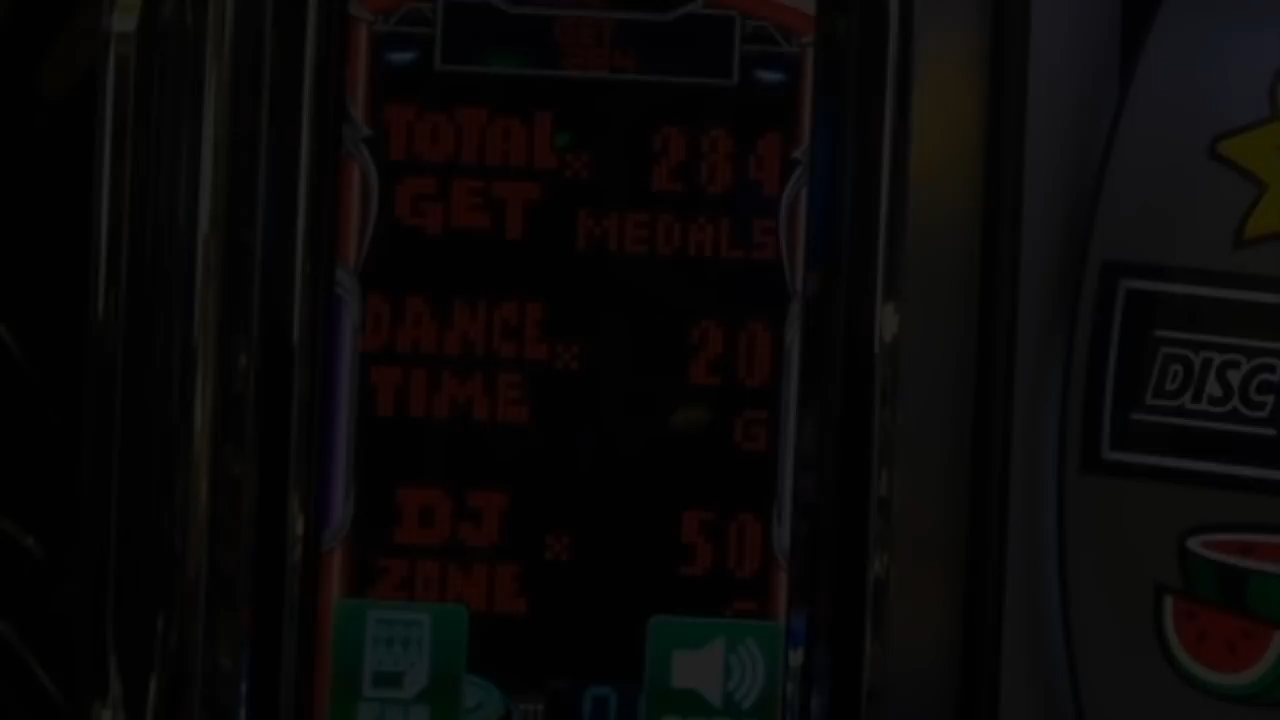 TOTAL × 284
GET MEDALS
DANCE × 20
TIME G
DJ × 50
ZONE
DISC